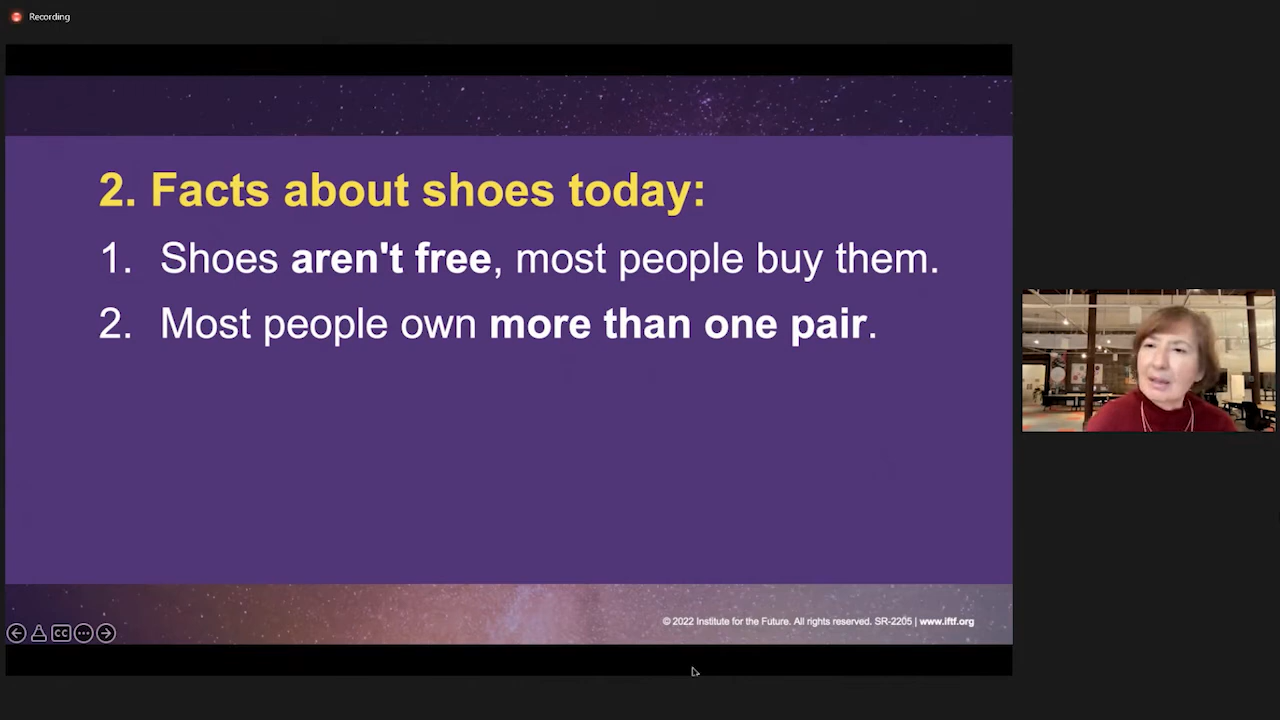 Recording
2. Facts about shoes today:
1. Shoes aren't free, most people buy them.
2. Most people own more than one pair.
© 2022 Institute for the Future. All rights reserved. SR-2205 | www.iftf.org
CC